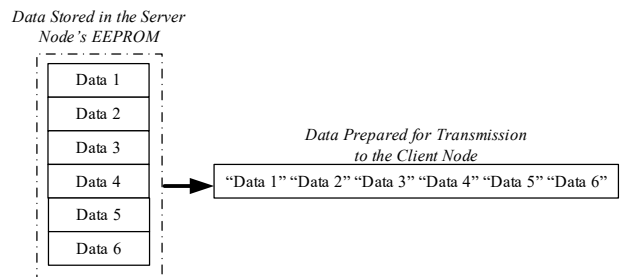 Data Stored in the Server
Node's EEPROM
Data 1
Data 2
Data 3
Data 4
Data 5
Data 6
Data Prepared for Transmission
to the Client Node
“Data 1” “Data 2” “Data 3” “Data 4” “Data 5” “Data 6”